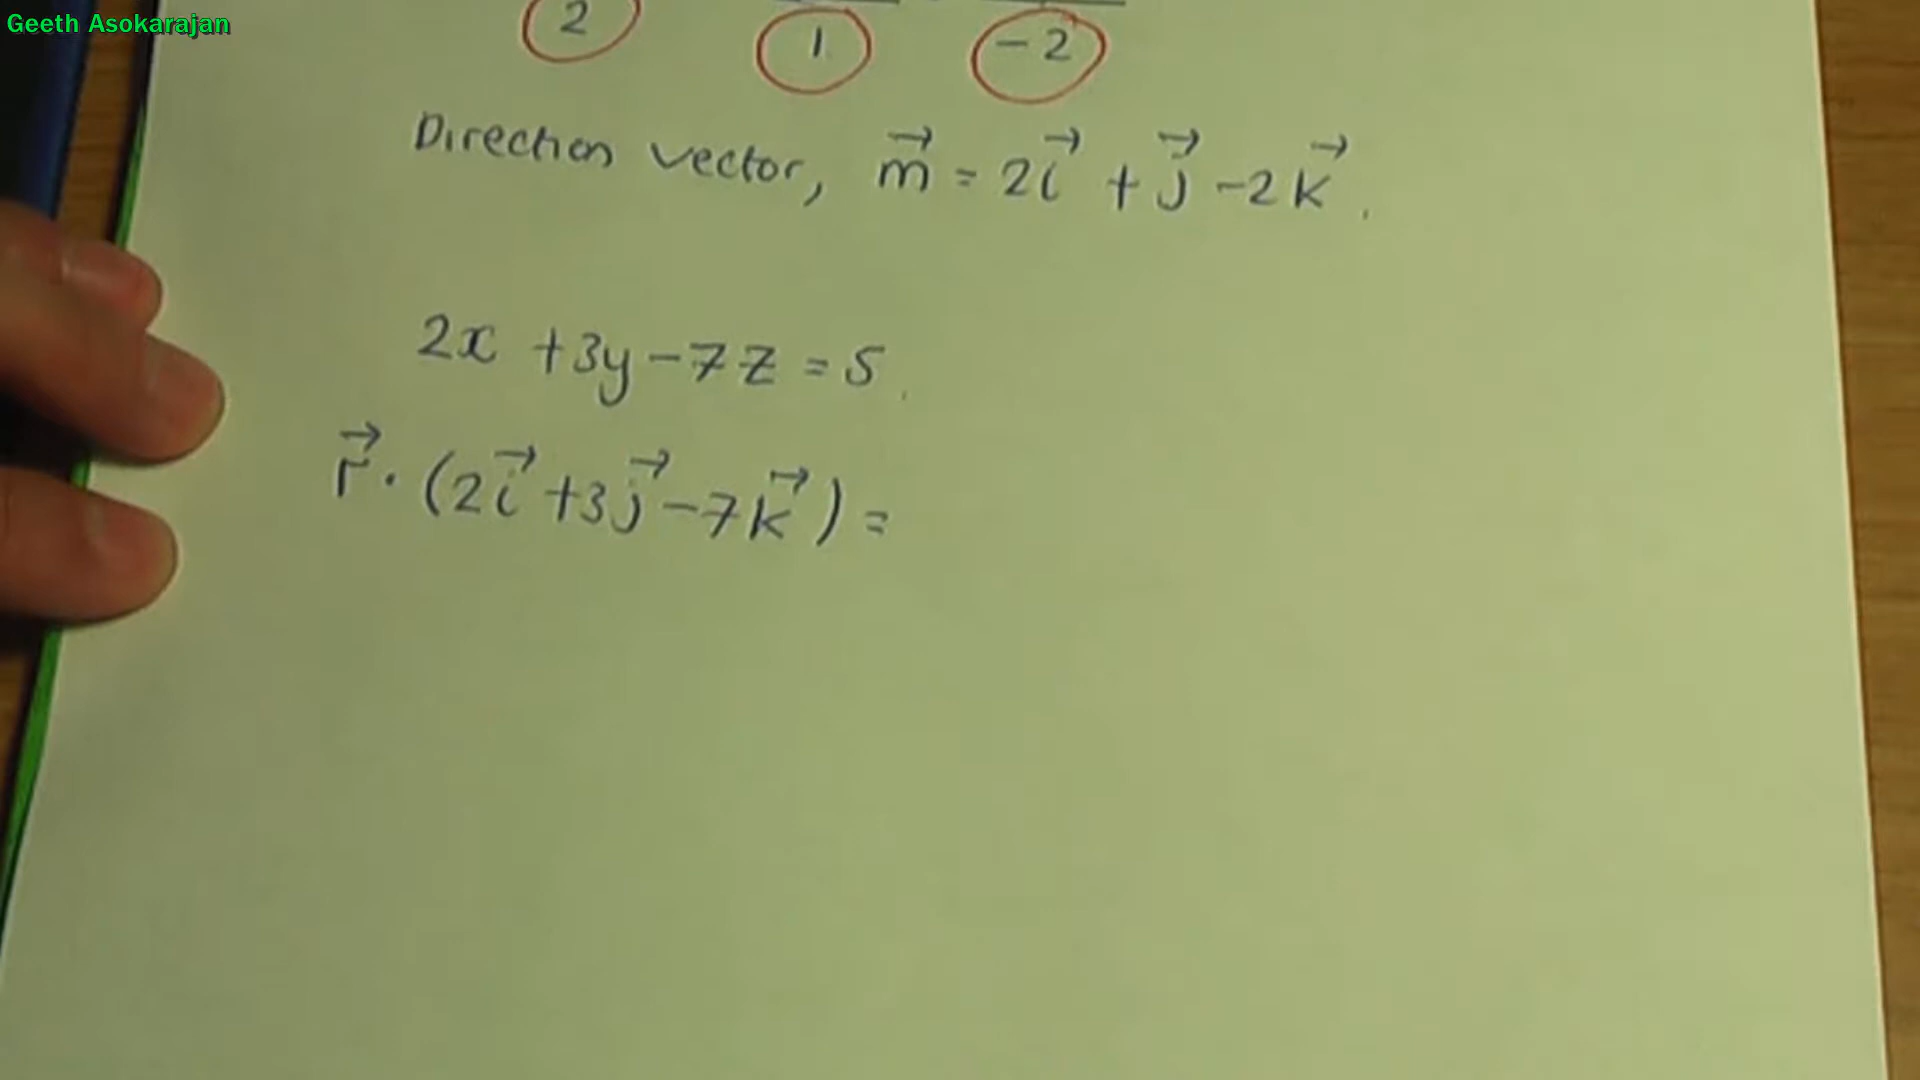 Geeth Asokarajan
2 1 -2
Direction vector, m⃗ = 2i⃗ + j⃗ - 2k⃗.
2x + 3y - 7z = 5.
r⃗ · (2i⃗ + 3j⃗ - 7k⃗) =